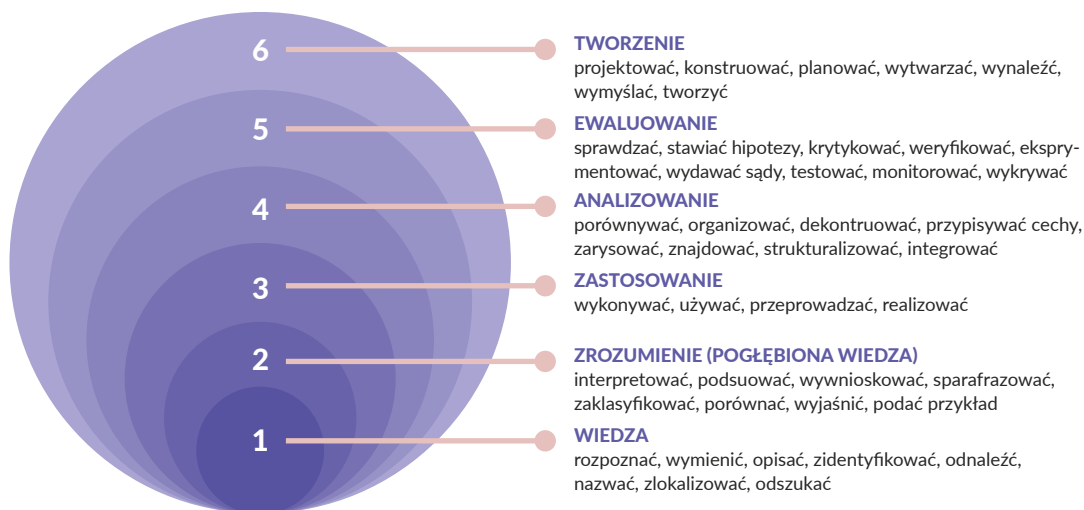 6
TWORZENIE
projektować, konstruować, planować, wytwarzać, wynaleźć,
wymyślać, tworzyć
5
EWALUOWANIE
sprawdzać, stawiać hipotezy, krytykować, weryfikować, ekspry-
mentować, wydawać sądy, testować, monitorować, wykrywać
4
ANALIZOWANIE
porównywać, organizować, dekontruować, przypisywać cechy,
zarysować, znajdować, strukturalizować, integrować
3
ZASTOSOWANIE
wykonywać, używać, przeprowadzać, realizować
2
ZROZUMIENIE (POGŁĘBIONA WIEDZA)
interpretować, podsuować, wywnioskować, sparafrazować,
zaklasyfikować, porównać, wyjaśnić, podać przykład
1
WIEDZA
rozpoznać, wymienić, opisać, zidentyfikować, odnaleźć,
nazwać, zlokalizować, odszukać